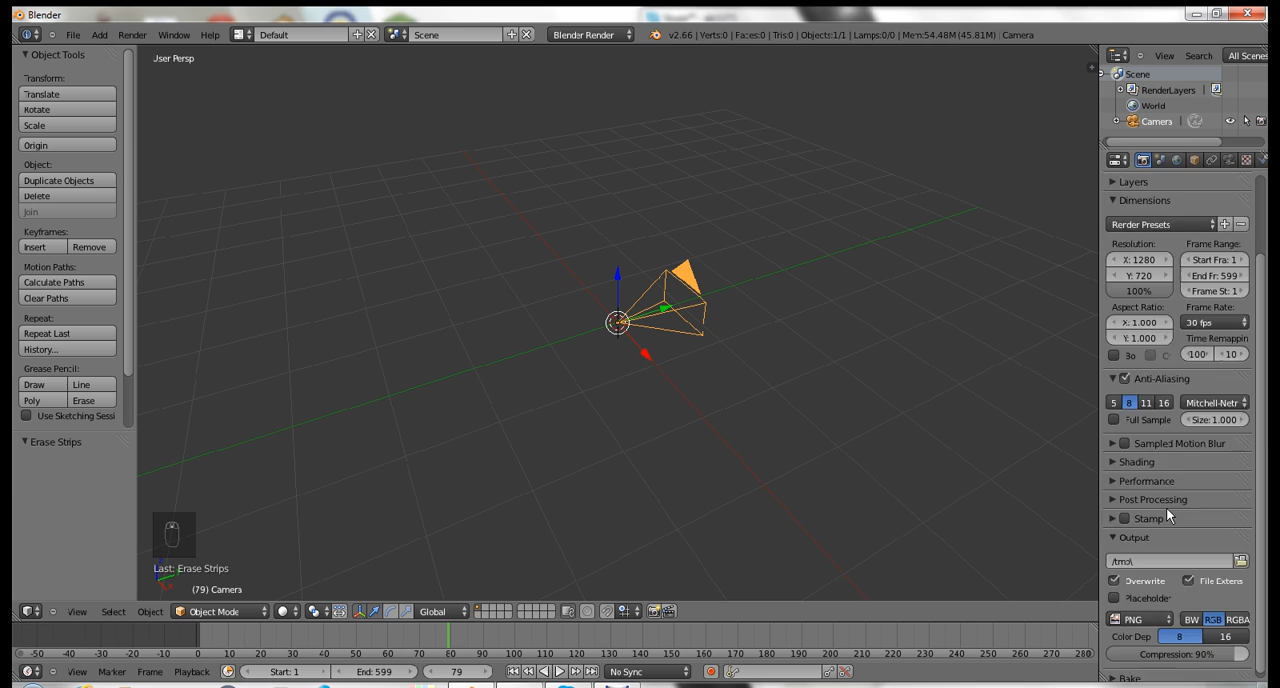 Blender
File Add Render Window Help Default Scene Blender Render v2.66 | Verts:0 | Faces:0 | Tris:0 | Objects:1/1 | Lamps:0/0 | Mem:54.48M (45.81M) | Camera
Object Tools
Transform:
Translate
Rotate
Scale
Origin
Object:
Duplicate Objects
Delete
Join
Keyframes:
Insert Remove
Motion Paths:
Calculate Paths
Clear Paths
Repeat:
Repeat Last
History...
Grease Pencil:
Draw Line
Poly Erase
Use Sketching Sessi
Erase Strips
User Persp
Last: Erase Strips
(79) Camera
View Search All Scenes
Scene
RenderLayers
World
Camera
Layers
Dimensions
Render Presets
Resolution: Frame Range:
X: 1280 Start Fra: 1
Y: 720 End Fr: 599
100% Frame St: 1
Aspect Ratio: Frame Rate:
X: 1.000 30 fps
Y: 1.000 Time Remappin
Bo C 100 10
Anti-Aliasing
5 8 11 16 Mitchell-Netr
Full Sample Size: 1.000
Sampled Motion Blur
Shading
Performance
Post Processing
Stamp
Output
/tmp\
Overwrite File Extens
Placeholder
PNG BW RGB RGBA
Color Dep 8 16
Compression: 90%
Bake
View Select Object Object Mode Global
-50 -40 -30 -20 -10 0 10 20 30 40 50 60 70 80 90 100 110 120 130 140 150 160 170 180 190 200 210 220 230 240 250 260 270 280
View Marker Frame Playback Start: 1 End: 599 79 No Sync